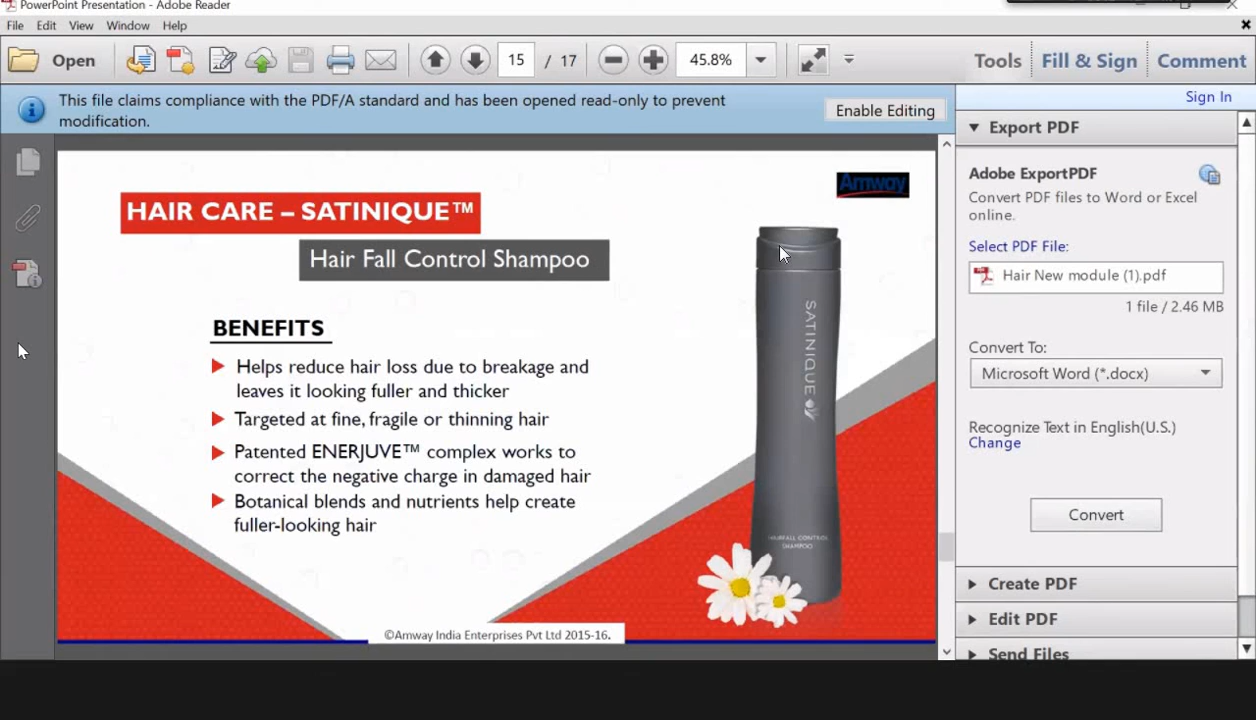 PowerPoint Presentation - Adobe Reader
File Edit View Window Help
Open 15 / 17 45.8% Tools Fill & Sign Comment
This file claims compliance with the PDF/A standard and has been opened read-only to prevent
modification.
Enable Editing
Sign In
Export PDF
Adobe ExportPDF
Convert PDF files to Word or Excel
online.
Select PDF File:
Hair New module (1).pdf
1 file / 2.46 MB
Convert To:
Microsoft Word (*.docx)
Recognize Text in English(U.S.)
Change
Convert
Create PDF
Edit PDF
Send Files
Amway
HAIR CARE – SATINIQUE™
Hair Fall Control Shampoo
BENEFITS
Helps reduce hair loss due to breakage and
leaves it looking fuller and thicker
Targeted at fine, fragile or thinning hair
Patented ENERJUVE™ complex works to
correct the negative charge in damaged hair
Botanical blends and nutrients help create
fuller-looking hair
SATINIQUE
HAIRFALL CONTROL
SHAMPOO
©Amway India Enterprises Pvt Ltd 2015-16.